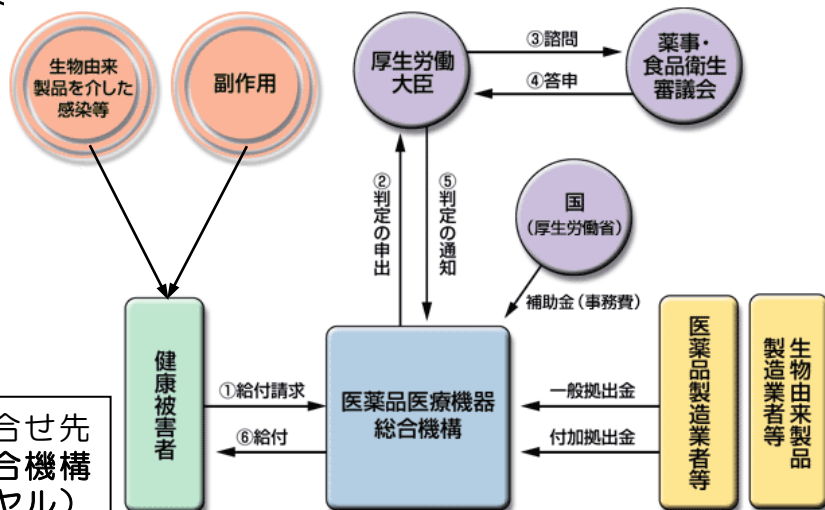 生物由来
製品を介した
感染等
副作用
厚生労働
大臣
③諮問
④答申
薬事・
食品衛生
審議会
②判定の申出
⑤判定の通知
国
(厚生労働省)
補助金(事務費)
健康被害者
①給付請求
⑥給付
医薬品医療機器
総合機構
一般拠出金
付加拠出金
医薬品製造業者等
生物由来製品
製造業者等
合せ先
合機構
ヤル)